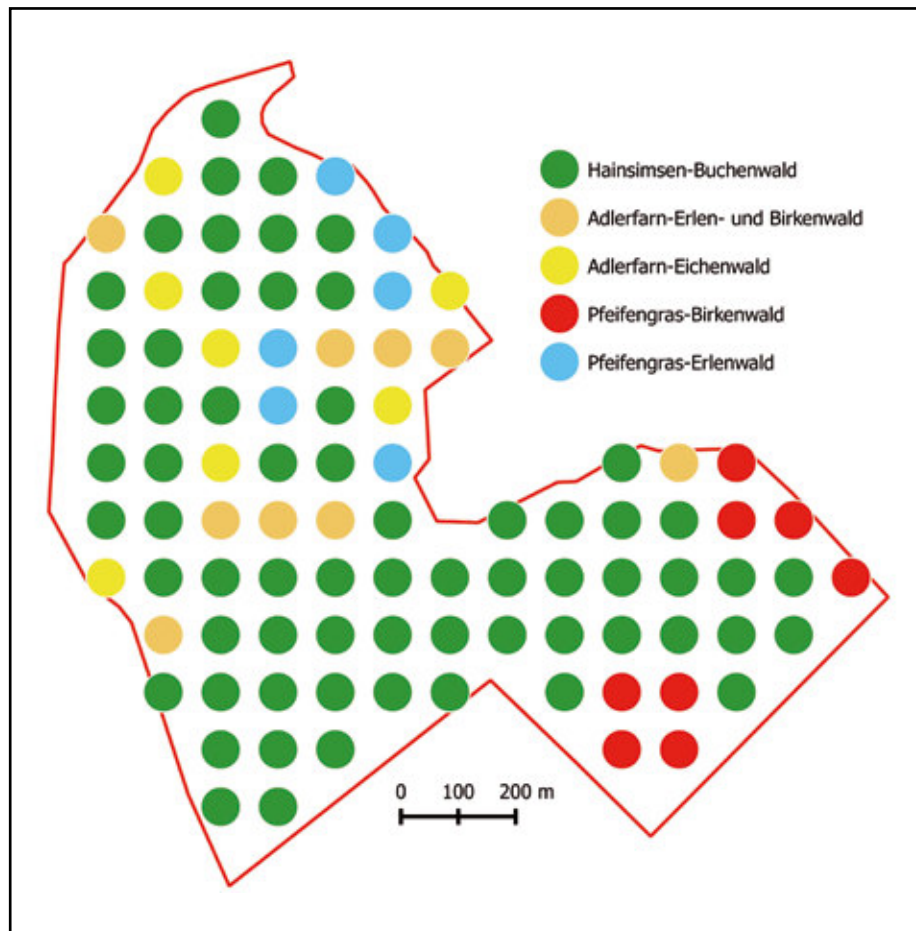 Hainsimsen-Buchenwald
Adlerfarn-Erlen- und Birkenwald
Adlerfarn-Eichenwald
Pfeifengras-Birkenwald
Pfeifengras-Erlenwald
0 100 200 m